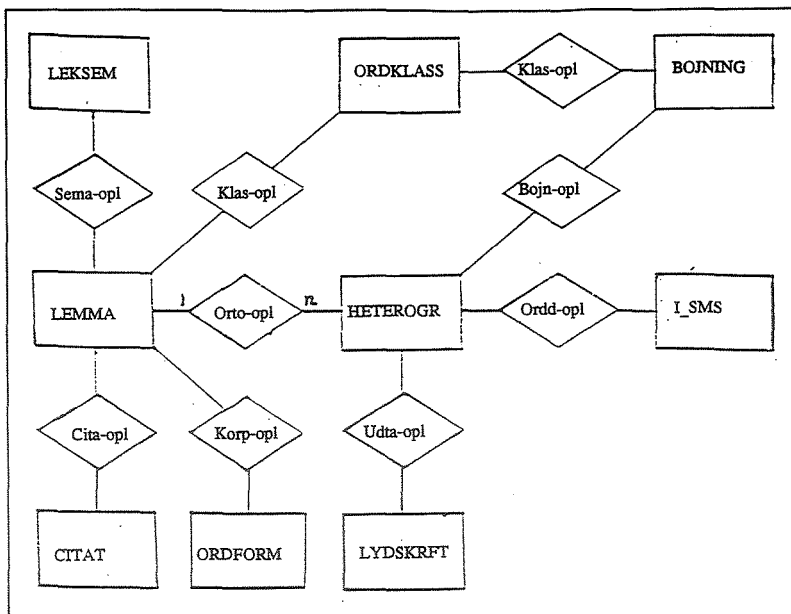 LEKSEM
ORDKLASS
Klas-opl
BOJNING
Sema-opl
Klas-opl
Bojn-opl
LEMMA
1
Orto-opl
n
HETEROGR
Ordd-opl
I_SMS
Cita-opl
Korp-opl
Udta-opl
CITAT
ORDFORM
LYDSKRFT